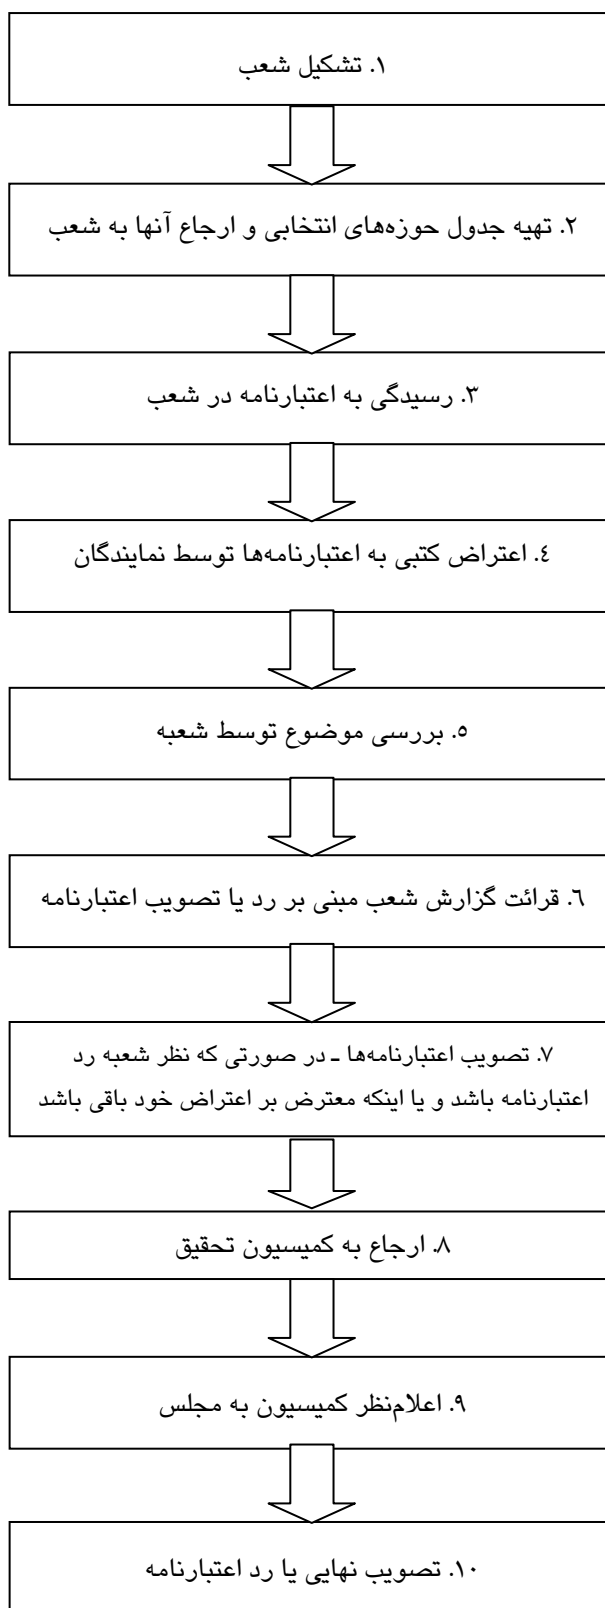 ۱. تشکیل شعب
۲. تهیه جدول حوزه‌های انتخابی و ارجاع آنها به شعب
۳. رسیدگی به اعتبارنامه در شعب
٤. اعتراض کتبی به اعتبارنامه‌ها توسط نمایندگان
٥. بررسی موضوع توسط شعبه
٦. قرائت گزارش شعب مبنی بر رد یا تصویب اعتبارنامه
۷. تصویب اعتبارنامه‌ها ـ در صورتی که نظر شعبه رد
اعتبارنامه باشد و یا اینکه معترض بر اعتراض خود باقی باشد
۸. ارجاع به کمیسیون تحقیق
۹. اعلام‌نظر کمیسیون به مجلس
۱۰. تصویب نهایی یا رد اعتبارنامه